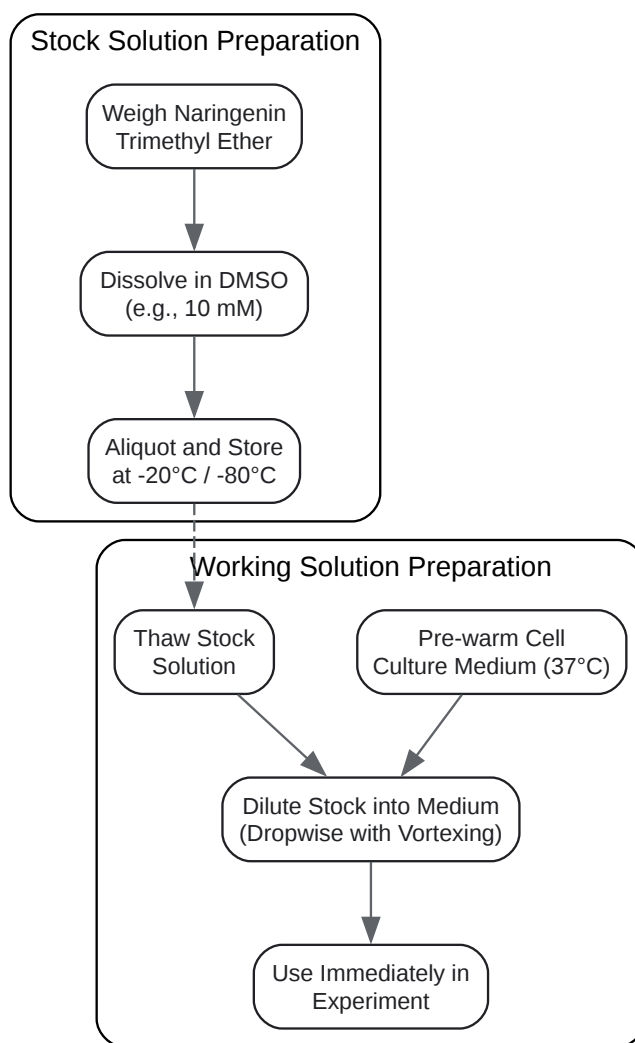 Stock Solution Preparation
Weigh Naringenin
Trimethyl Ether
Dissolve in DMSO
(e.g., 10 mM)
Aliquot and Store
at -20°C / -80°C
Working Solution Preparation
Thaw Stock
Solution
Pre-warm Cell
Culture Medium (37°C)
Dilute Stock into Medium
(Dropwise with Vortexing)
Use Immediately in
Experiment